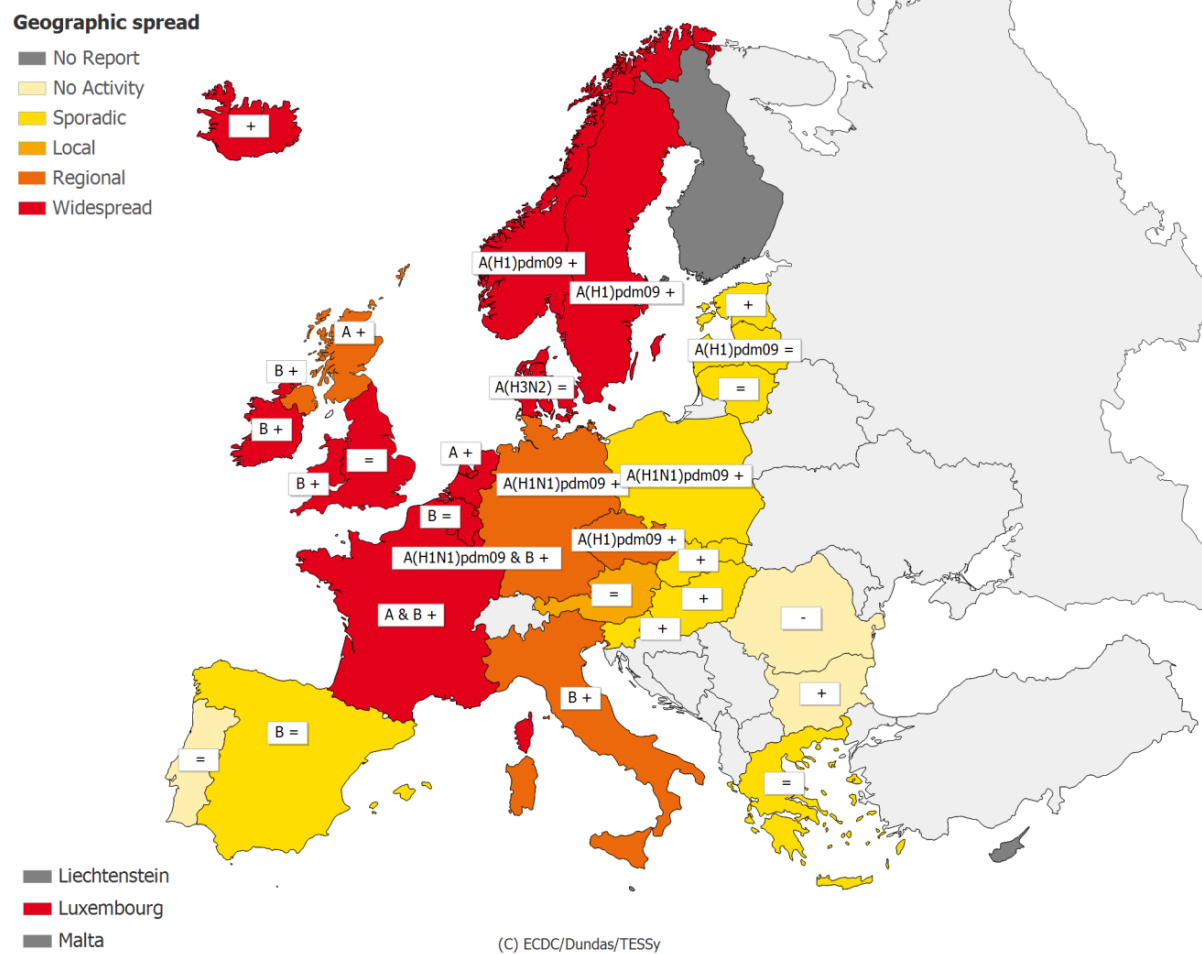 Geographic spread
No Report
No Activity
Sporadic
Local
Regional
Widespread
+
A(H1)pdm09 +
A(H1)pdm09 +
+
A +
A(H1)pdm09 =
B +
A(H3N2) =
=
B +
A +
=
B +
A(H1N1)pdm09 +
A(H1N1)pdm09 +
B =
A(H1)pdm09 +
A(H1N1)pdm09 & B +
+
=
+
A & B +
-
+
B +
+
B =
=
=
Liechtenstein
Luxembourg
Malta
(C) ECDC/Dundas/TESSy